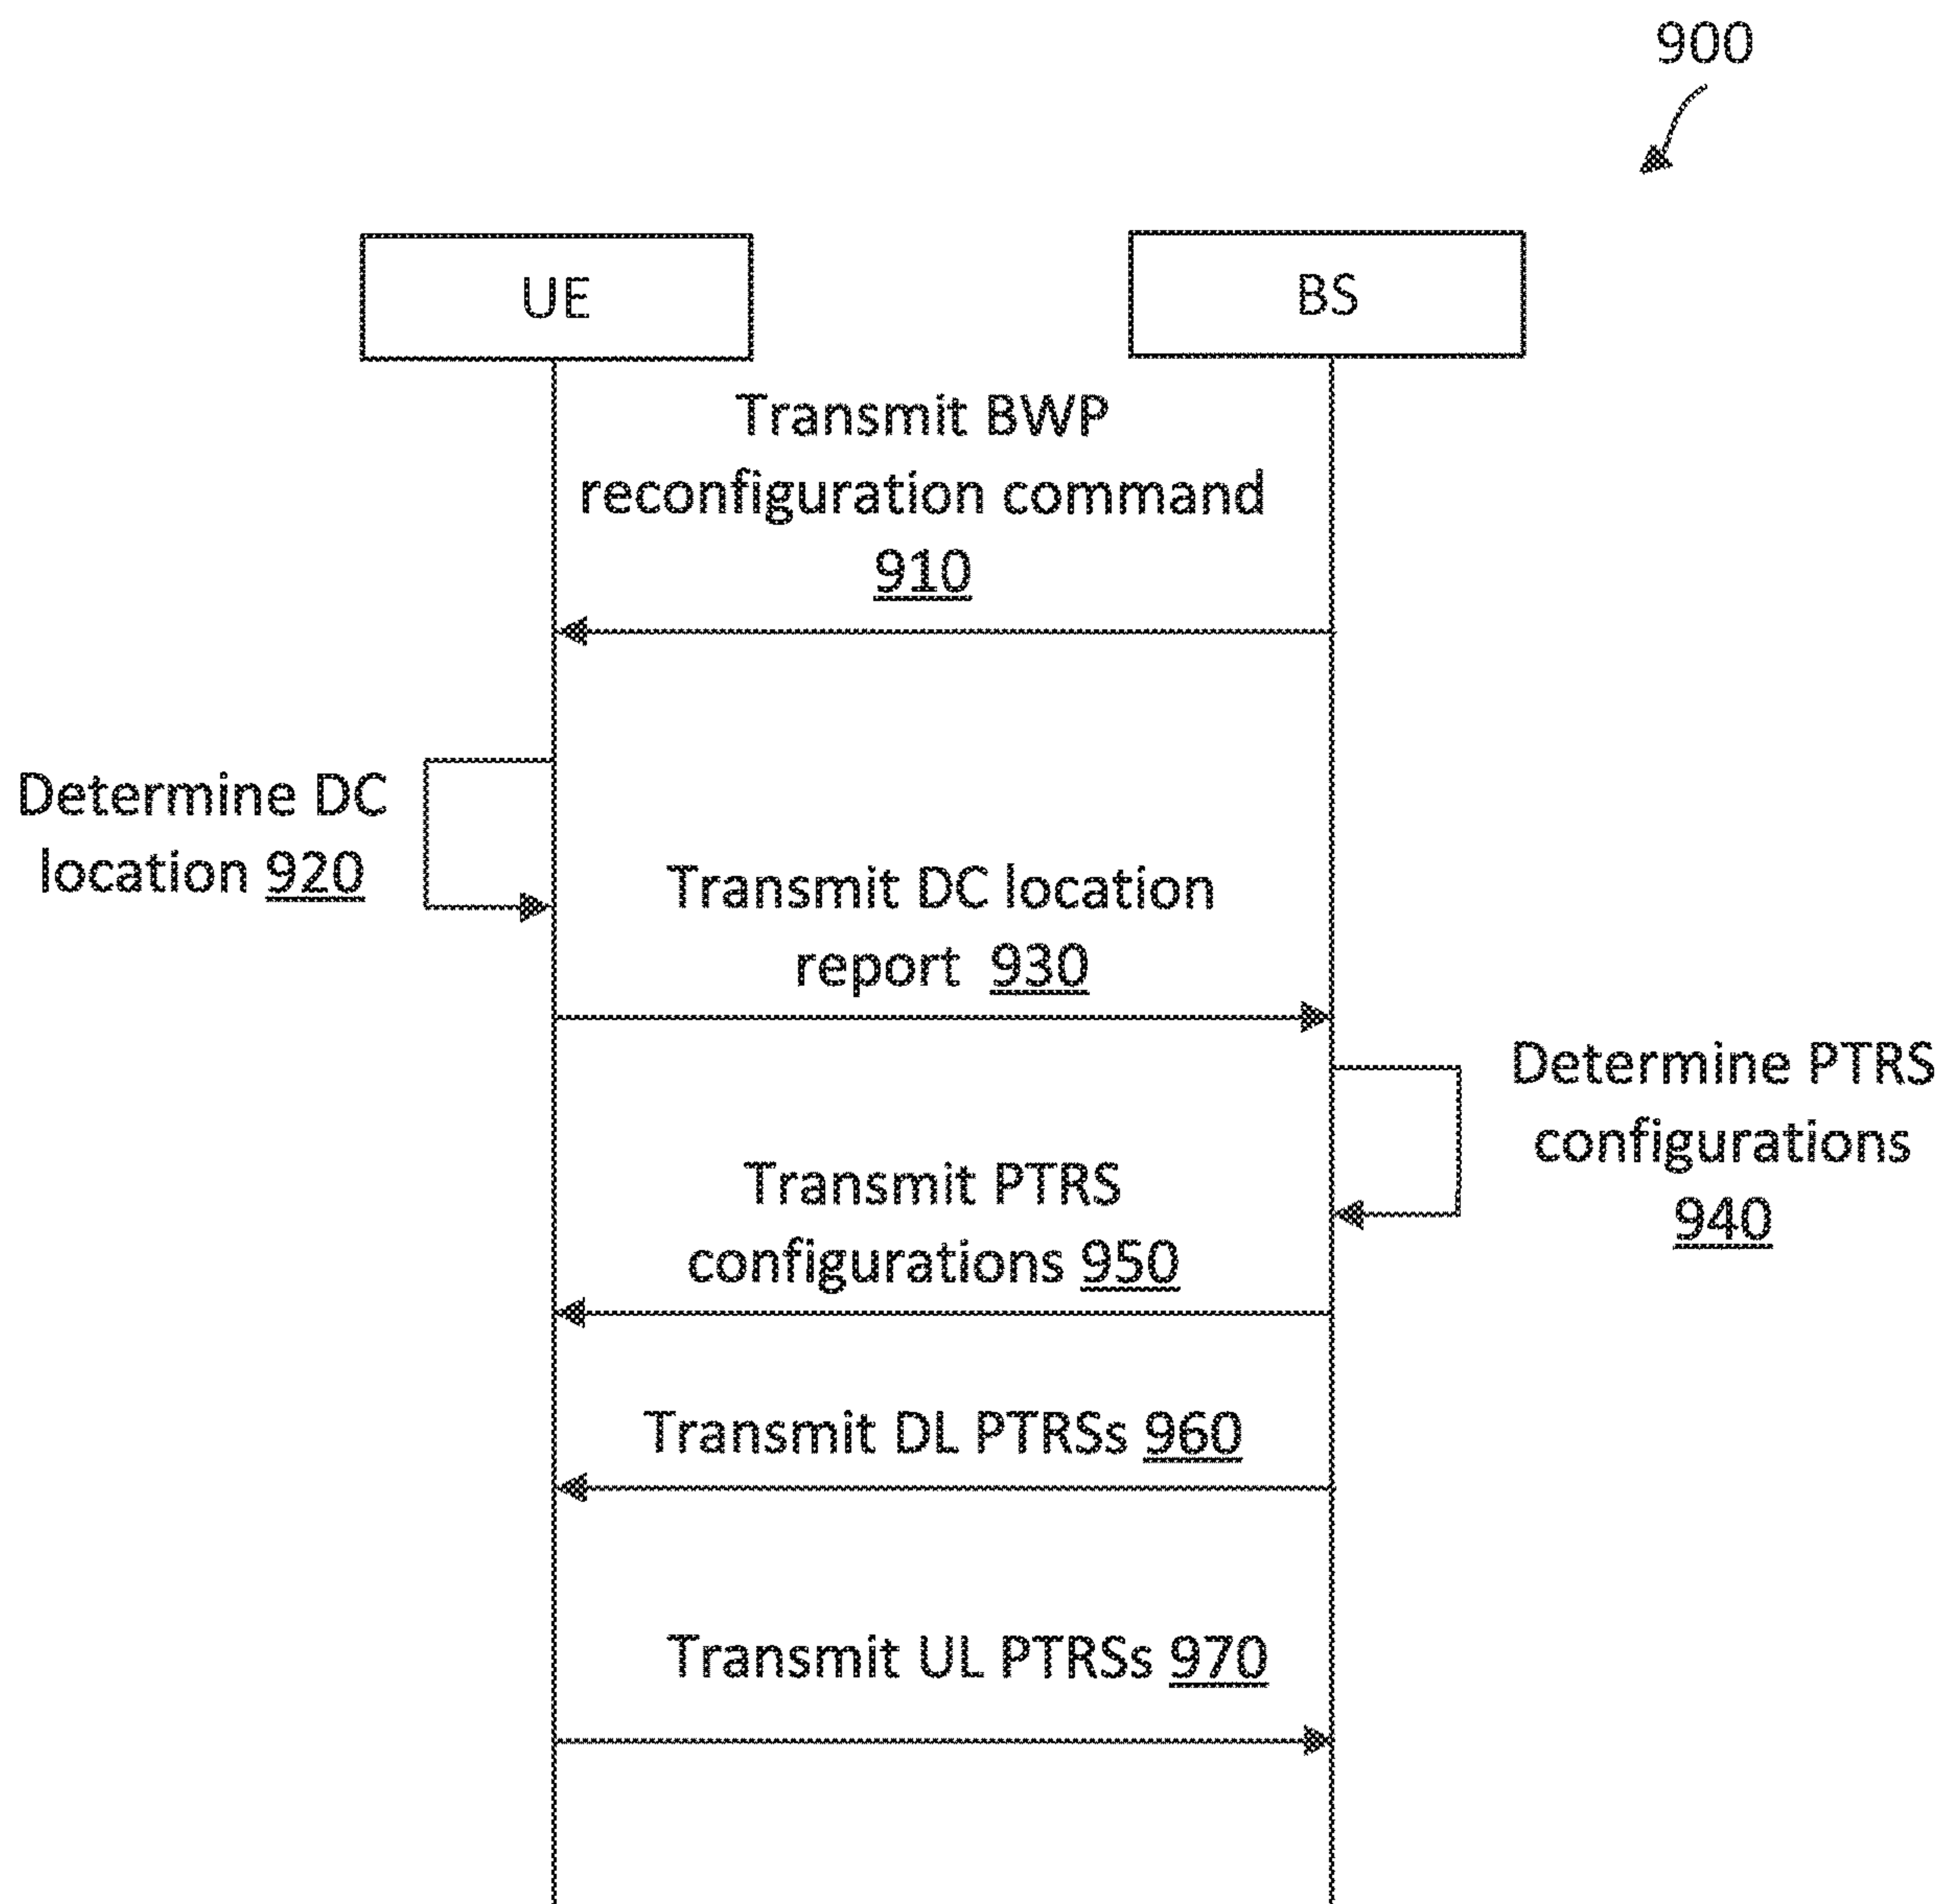 900
UE
BS
Transmit BWP
reconfiguration command
910
Determine DC
location 920
Transmit DC location
report 930
Determine PTRS
configurations
940
Transmit PTRS
configurations 950
Transmit DL PTRSs 960
Transmit UL PTRSs 970